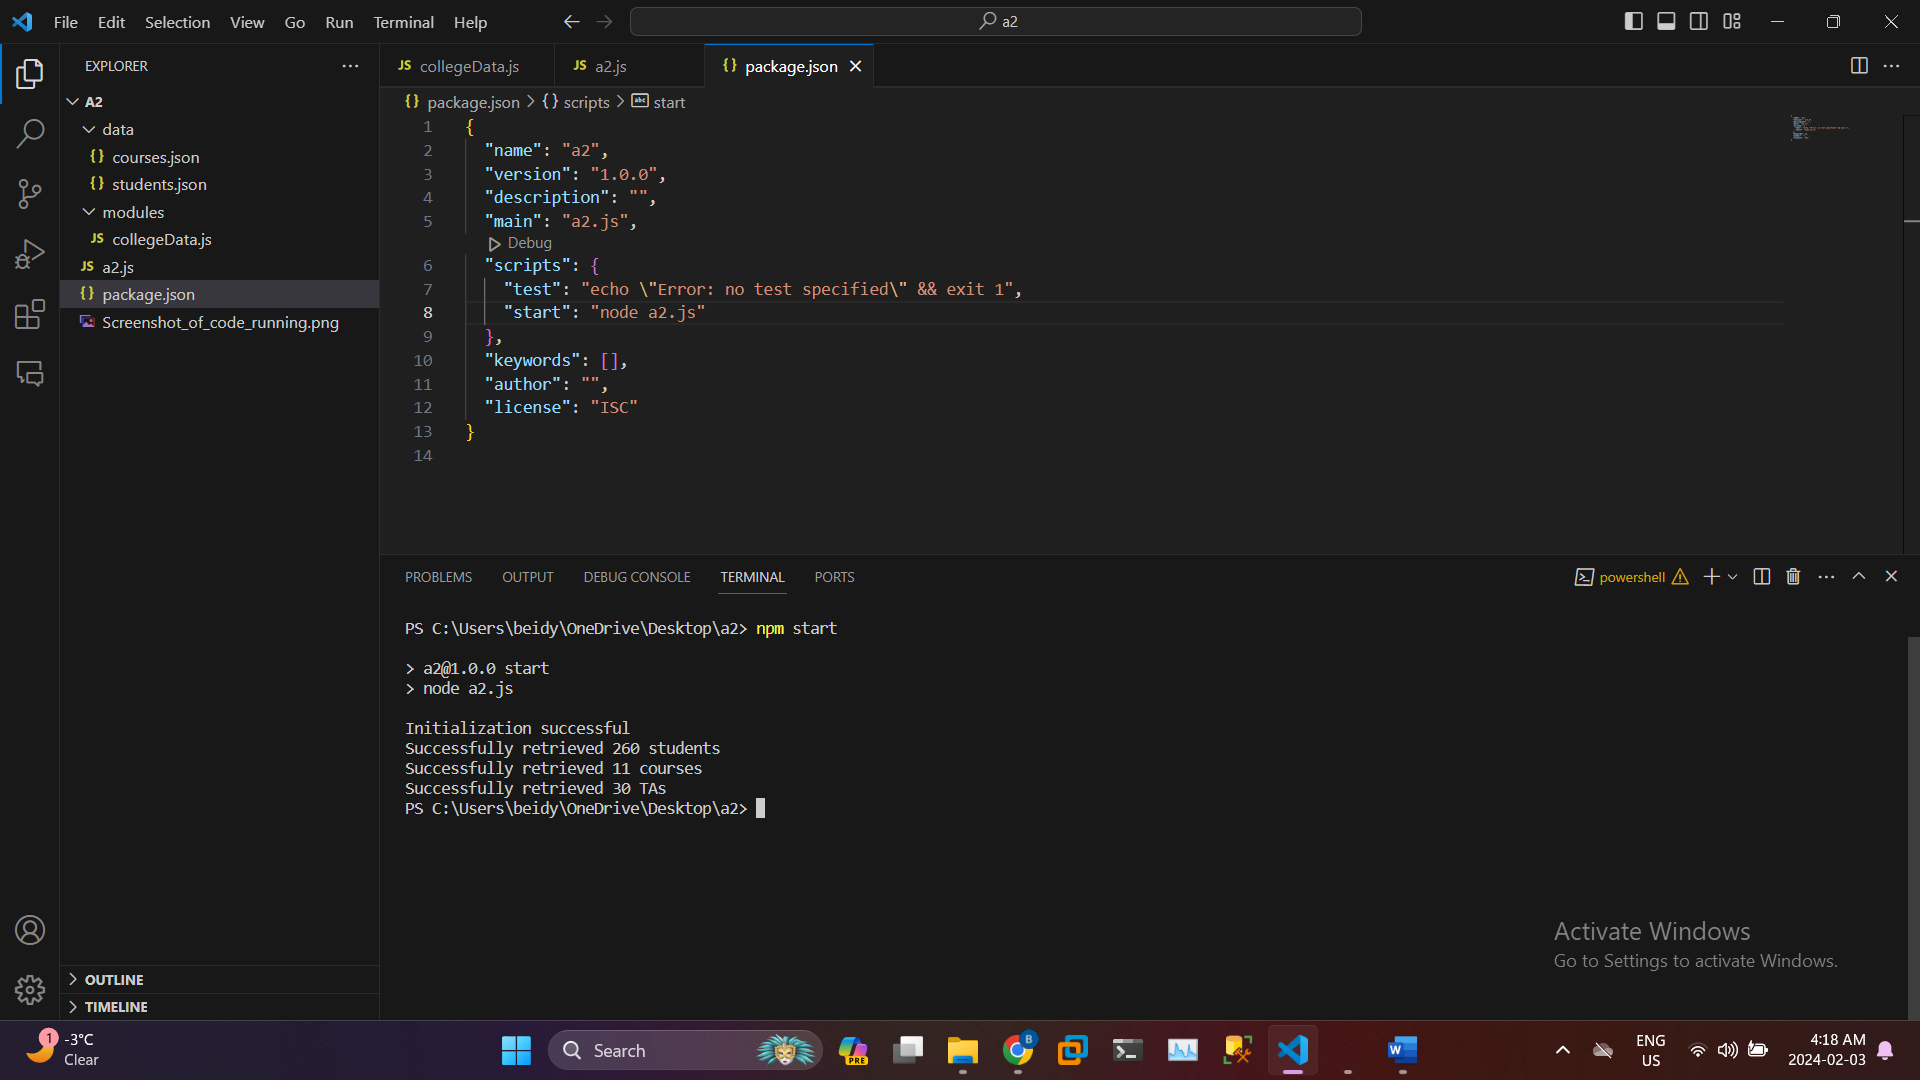 File Edit Selection View Go Run Terminal Help
a2
EXPLORER
A2
data
{} courses.json
{} students.json
modules
JS collegeData.js
JS a2.js
{} package.json
Screenshot_of_code_running.png
OUTLINE
TIMELINE
JS collegeData.js JS a2.js {} package.json
{} package.json > {} scripts > abc start
1 {
2 "name": "a2",
3 "version": "1.0.0",
4 "description": "",
5 "main": "a2.js",
Debug
6 "scripts": {
7 "test": "echo \"Error: no test specified\" && exit 1",
8 "start": "node a2.js"
9 },
10 "keywords": [],
11 "author": "",
12 "license": "ISC"
13 }
14
PROBLEMS OUTPUT DEBUG CONSOLE TERMINAL PORTS
powershell
PS C:\Users\beidy\OneDrive\Desktop\a2> npm start
> a2@1.0.0 start
> node a2.js
Initialization successful
Successfully retrieved 260 students
Successfully retrieved 11 courses
Successfully retrieved 30 TAs
PS C:\Users\beidy\OneDrive\Desktop\a2>
Activate Windows
Go to Settings to activate Windows.
1
-3°C
Clear
Search
PRE
B
W
ENG
US
4:18 AM
2024-02-03